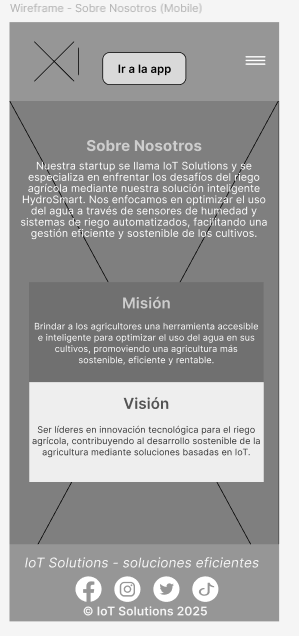 Wireframe - Sobre Nosotros (Mobile)
Ir a la app
Sobre Nosotros
Nuestra startup se llama IoT Solutions y se
especializa en enfrentar los desafíos del riego
agrícola mediante nuestra solución inteligente
HydroSmart. Nos enfocamos en optimizar el uso
del agua a través de sensores de humedad y
sistemas de riego automatizados, facilitando una
gestión eficiente y sostenible de los cultivos.
Misión
Brindar a los agricultores una herramienta accesible
e inteligente para optimizar el uso del agua en sus
cultivos, promoviendo una agricultura más
sostenible, eficiente y rentable.
Visión
Ser líderes en innovación tecnológica para el riego
agrícola, contribuyendo al desarrollo sostenible de la
agricultura mediante soluciones basadas en IoT.
IoT Solutions - soluciones eficientes
© IoT Solutions 2025